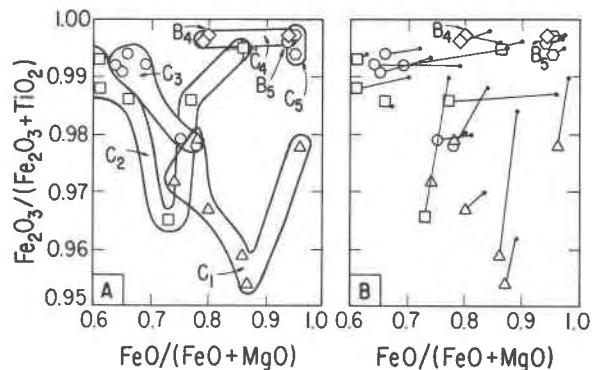 Fe₂O₃/(Fe₂O₃+TiO₂)
1.00
0.99
0.98
0.97
0.96
0.95
B₄
C₄
B₅
C₅
C₃
C₂
C₁
A
0.6 0.7 0.8 0.9 1.0
FeO/(FeO+MgO)
B₄
B₅
B
0.6 0.7 0.8 0.9 1.0
FeO/(FeO+MgO)